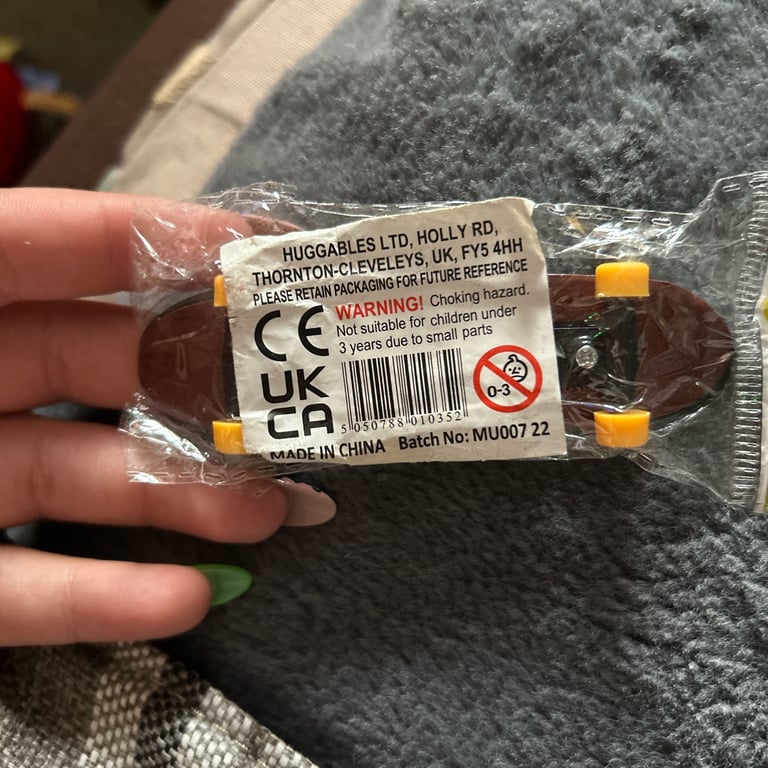 HUGGABLES LTD, HOLLY RD,
THORNTON-CLEVELEYS, UK, FY5 4HH
PLEASE RETAIN PACKAGING FOR FUTURE REFERENCE
CE
WARNING! Choking hazard.
Not suitable for children under
3 years due to small parts
UK
CA
0-3
5 050788 010352
MADE IN CHINA Batch No: MU007 22